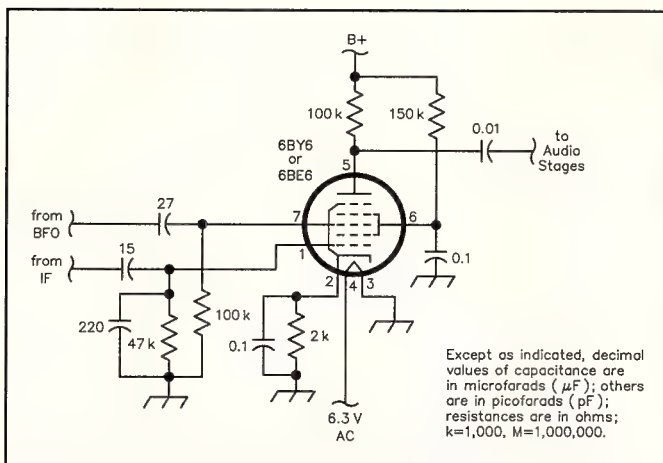 B+
100 k
150 k
0.01
to
Audio
Stages
6BY6
or
6BE6
5
from
BFO
27
7
6
from
IF
15
1
0.1
2
4
3
220
47 k
100 k
0.1
2 k
6.3 V
AC
Except as indicated, decimal
values of capacitance are
in microfarads ( µF); others
are in picofarads ( pF);
resistances are in ohms;
k=1,000, M=1,000,000.